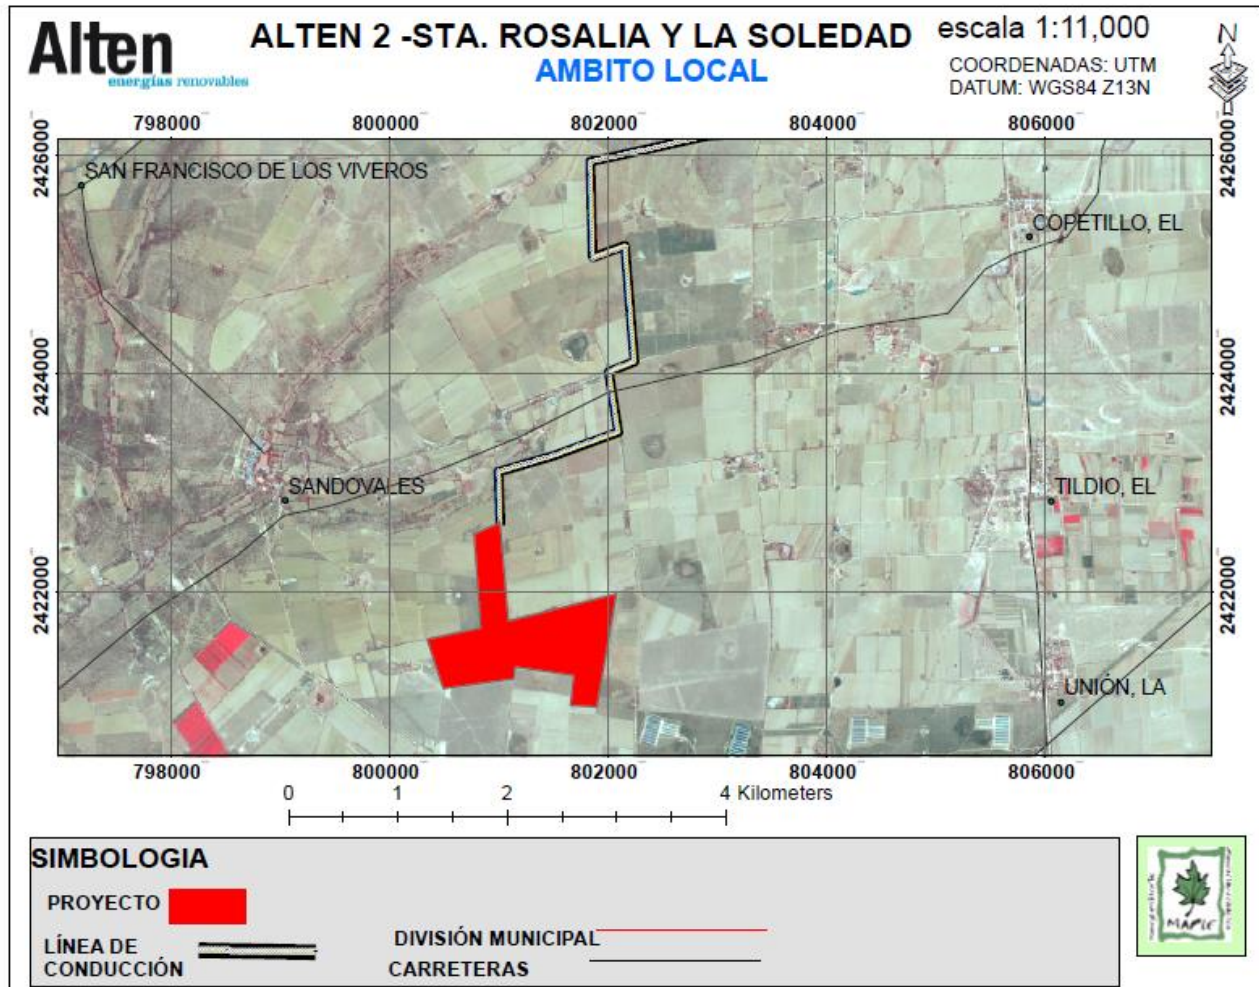 Alten
energías renovables
ALTEN 2 -STA. ROSALIA Y LA SOLEDAD
AMBITO LOCAL
escala 1:11,000
COORDENADAS: UTM
DATUM: WGS84 Z13N
N
798000 800000 802000 804000 806000
2426000
2426000
SAN FRANCISCO DE LOS VIVEROS
COPETILLO, EL
2424000
2424000
SANDOVALES
TILDIO, EL
2422000
2422000
UNIÓN, LA
798000 800000 802000 804000 806000
0 1 2 4 Kilometers
SIMBOLOGIA
PROYECTO
LÍNEA DE
CONDUCCIÓN
DIVISIÓN MUNICIPAL
CARRETERAS
MAPLE